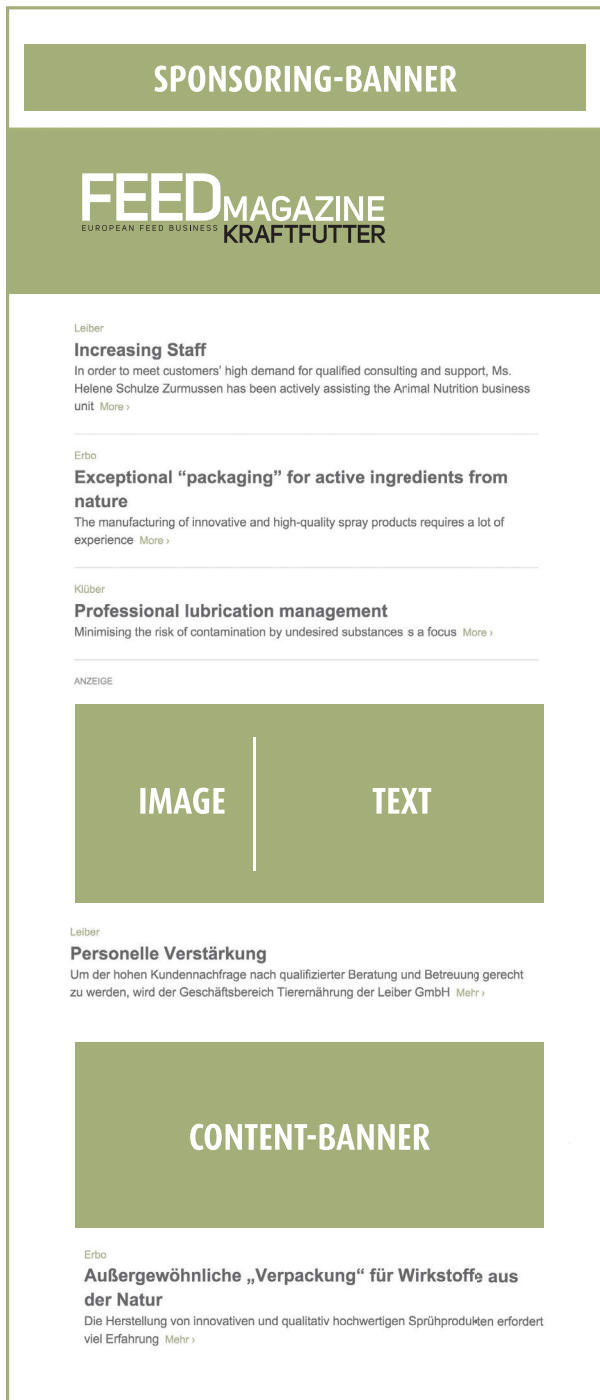 SPONSORING-BANNER
FEED MAGAZINE
EUROPEAN FEED BUSINESS KRAFTFUTTER
Leiber
Increasing Staff
In order to meet customers' high demand for qualified consulting and support, Ms.
Helene Schulze Zurmussen has been actively assisting the Animal Nutrition business
unit More ›
Erbo
Exceptional “packaging” for active ingredients from
nature
The manufacturing of innovative and high-quality spray products requires a lot of
experience More ›
Klüber
Professional lubrication management
Minimising the risk of contamination by undesired substances s a focus More ›
ANZEIGE
IMAGE | TEXT
Leiber
Personelle Verstärkung
Um der hohen Kundennachfrage nach qualifizierter Beratung und Betreuung gerecht
zu werden, wird der Geschäftsbereich Tierernährung der Leiber GmbH Mehr ›
CONTENT-BANNER
Erbo
Außergewöhnliche „Verpackung“ für Wirkstoffe aus
der Natur
Die Herstellung von innovativen und qualitativ hochwertigen Sprühprodukten erfordert
viel Erfahrung Mehr ›